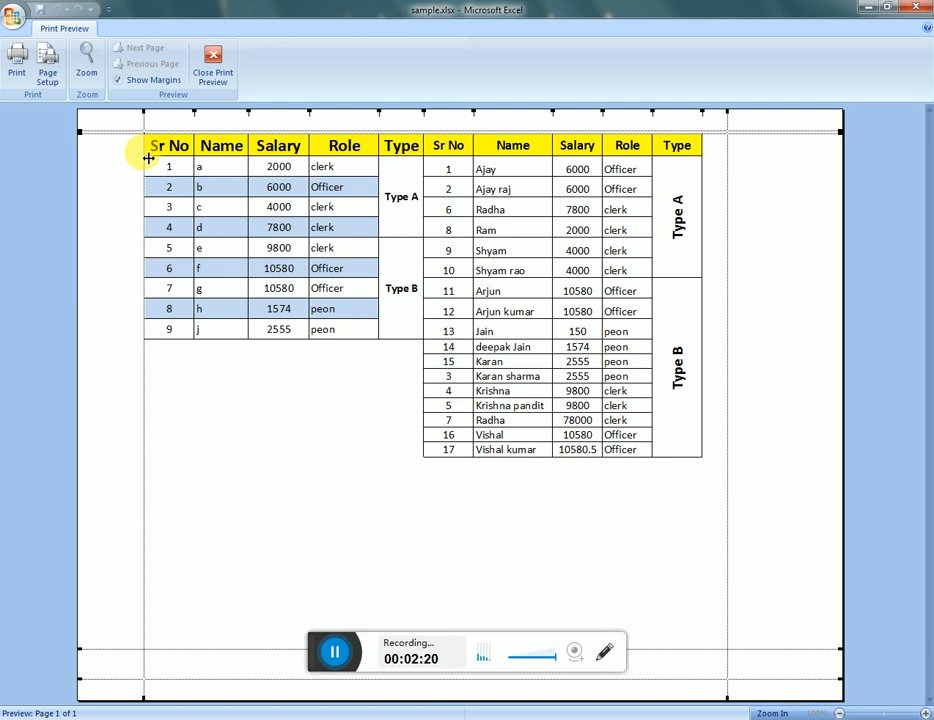 sample.xlsx - Microsoft Excel
Print Preview
Print
Page Setup
Zoom
Next Page
Previous Page
Show Margins
Close Print Preview
Print
Zoom
Preview
Sr No Name Salary Role Type Sr No Name Salary Role Type
1 a 2000 clerk Type A 1 Ajay 6000 Officer Type A
2 b 6000 Officer 2 Ajay raj 6000 Officer
3 c 4000 clerk 6 Radha 7800 clerk
4 d 7800 clerk 8 Ram 2000 clerk
5 e 9800 clerk Type B 9 Shyam 4000 clerk
6 f 10580 Officer 10 Shyam rao 4000 clerk
7 g 10580 Officer 11 Arjun 10580 Officer Type B
8 h 1574 peon 12 Arjun kumar 10580 Officer
9 j 2555 peon 13 Jain 150 peon
14 deepak Jain 1574 peon
15 Karan 2555 peon
3 Karan sharma 2555 peon
4 Krishna 9800 clerk
5 Krishna pandit 9800 clerk
7 Radha 78000 clerk
16 Vishal 10580 Officer
17 Vishal kumar 10580.5 Officer
Recording...
00:02:20
Preview: Page 1 of 1
Zoom In 100%